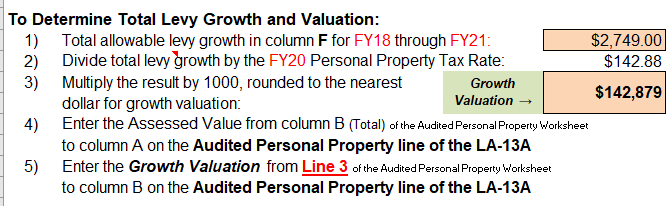 To Determine Total Levy Growth and Valuation:
1) Total allowable levy growth in column F for FY18 through FY21: $2,749.00
2) Divide total levy growth by the FY20 Personal Property Tax Rate: $142.88
3) Multiply the result by 1000, rounded to the nearest Growth
dollar for growth valuation: Valuation → $142,879
4) Enter the Assessed Value from column B (Total) of the Audited Personal Property Worksheet
to column A on the Audited Personal Property line of the LA-13A
5) Enter the Growth Valuation from Line 3 of the Audited Personal Property Worksheet
to column B on the Audited Personal Property line of the LA-13A